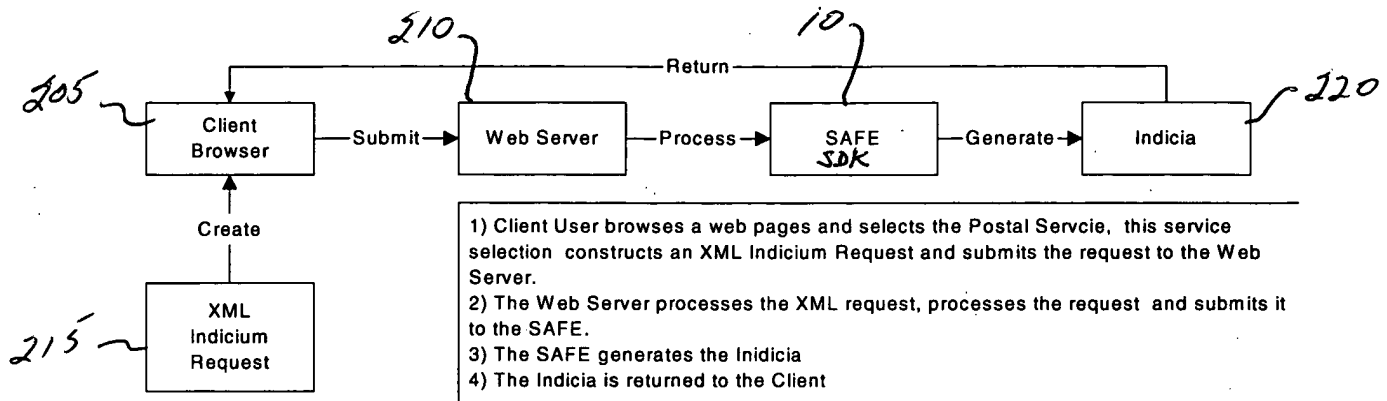 210
10
Return
205
220
Client
Browser
Submit
Web Server
Process
SAFE
SDK
Generate
Indicia
Create
1) Client User browses a web pages and selects the Postal Servcie, this service
selection constructs an XML Indicium Request and submits the request to the Web
Server.
2) The Web Server processes the XML request, processes the request and submits it
to the SAFE.
3) The SAFE generates the Inidicia
4) The Indicia is returned to the Client
XML
Indicium
Request
215